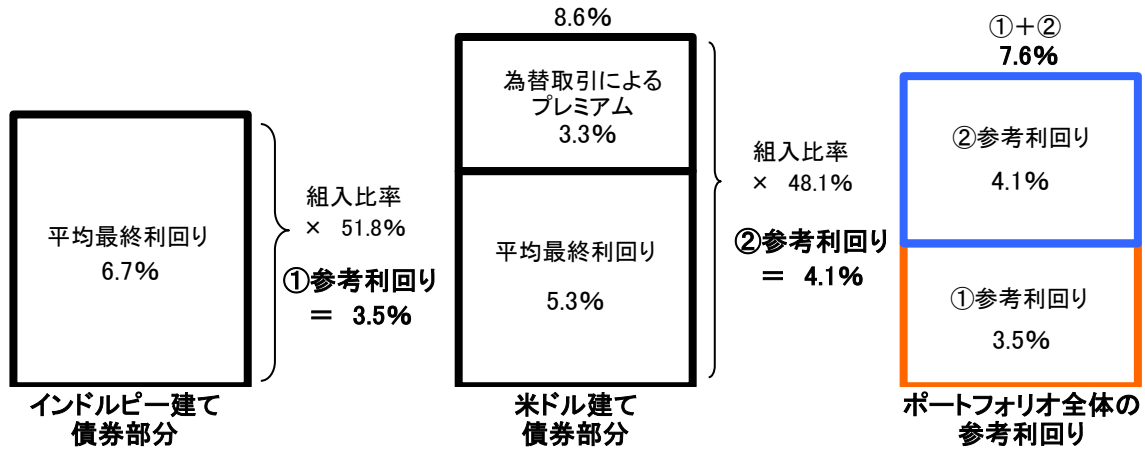 平均最終利回り
6.7%
組入比率
× 51.8%
①参考利回り
= 3.5%
インドルピー建て
債券部分
8.6%
為替取引による
プレミアム
3.3%
平均最終利回り
5.3%
組入比率
× 48.1%
②参考利回り
= 4.1%
米ドル建て
債券部分
①+②
7.6%
②参考利回り
4.1%
①参考利回り
3.5%
ポートフォリオ全体の
参考利回り